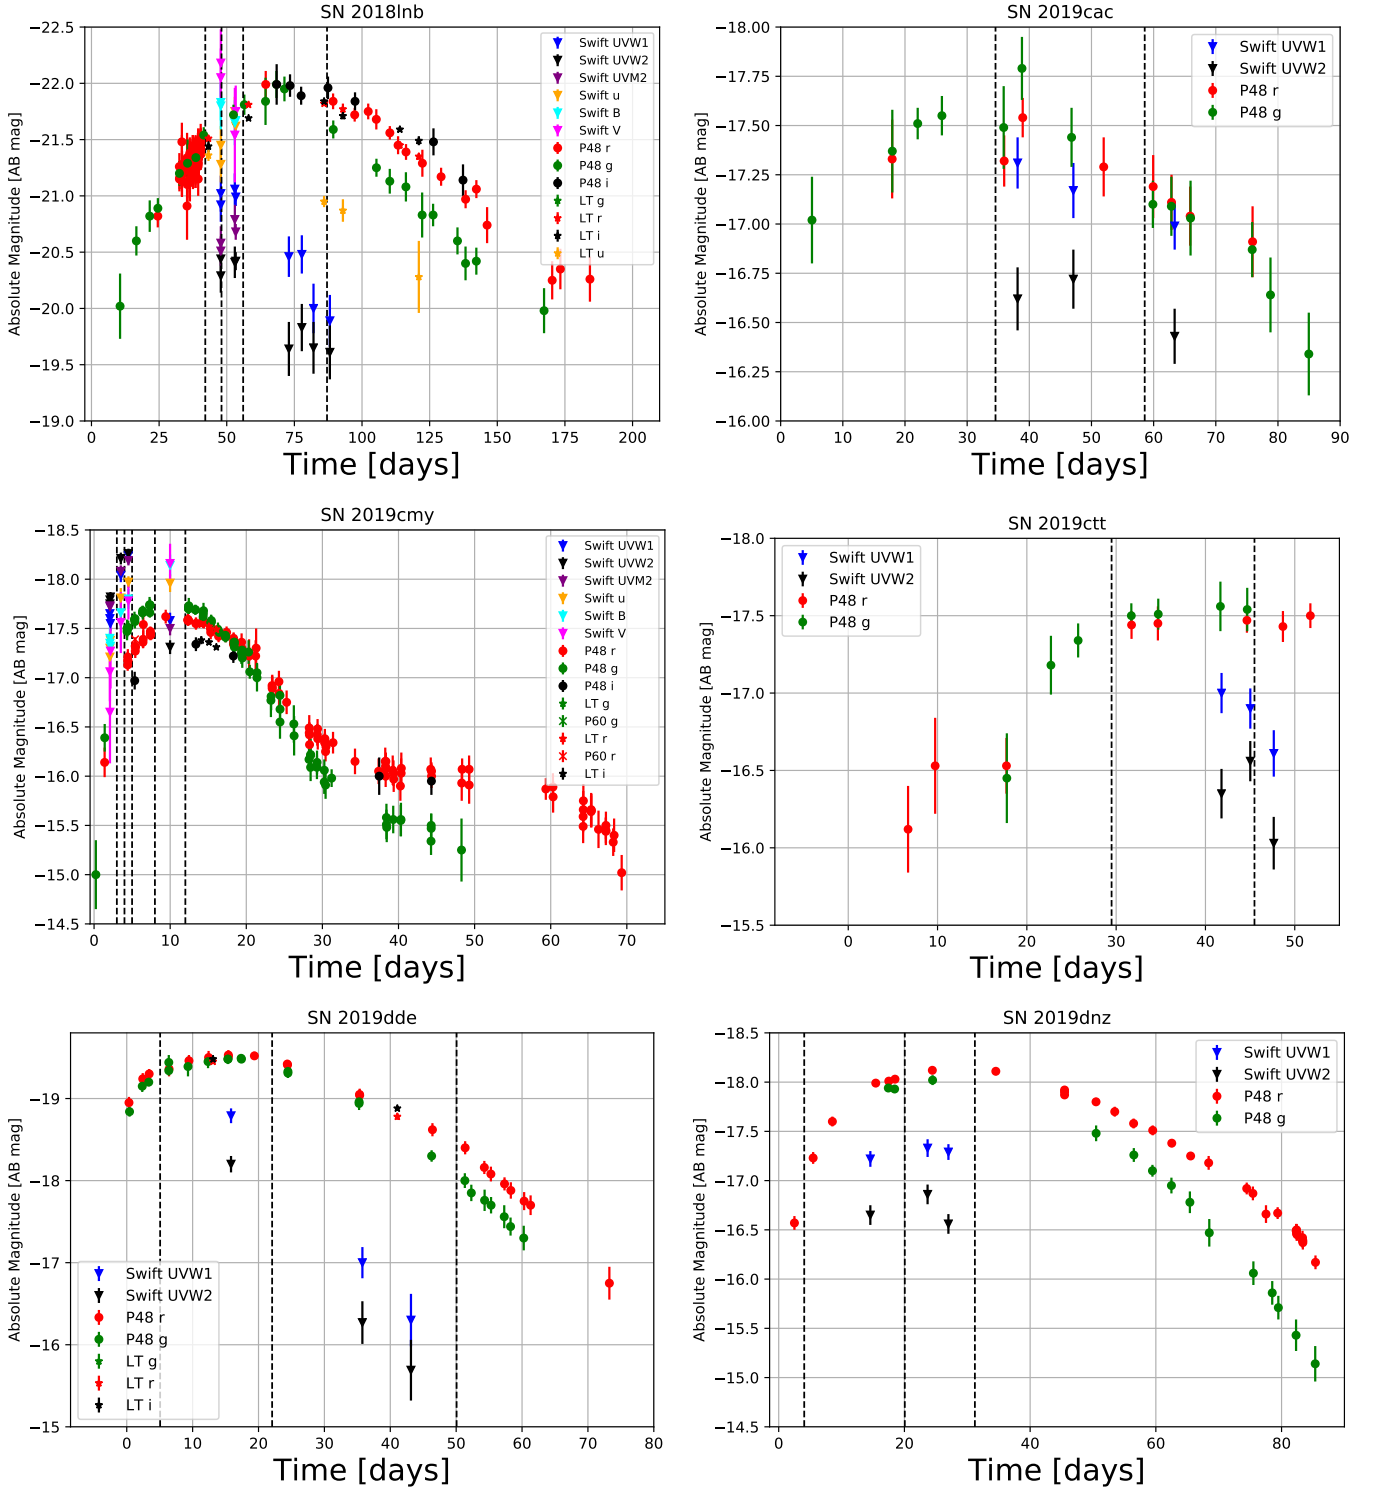 SN 2018lnb
−22.5
−22.0
−21.5
−21.0
−20.5
−20.0
−19.5
−19.0
Absolute Magnitude [AB mag]
Swift UVW1
Swift UVW2
Swift UVM2
Swift u
Swift B
Swift V
P48 r
P48 g
P48 i
LT g
LT r
LT i
LT u
0 25 50 75 100 125 150 175 200
Time [days]
SN 2019cac
−18.00
−17.75
−17.50
−17.25
−17.00
−16.75
−16.50
−16.25
−16.00
Absolute Magnitude [AB mag]
Swift UVW1
Swift UVW2
P48 r
P48 g
0 10 20 30 40 50 60 70 80 90
Time [days]
SN 2019cmy
−18.5
−18.0
−17.5
−17.0
−16.5
−16.0
−15.5
−15.0
−14.5
Absolute Magnitude [AB mag]
Swift UVW1
Swift UVW2
Swift UVM2
Swift u
Swift B
Swift V
P48 r
P48 g
P48 i
LT g
P60 g
LT r
P60 r
LT i
0 10 20 30 40 50 60 70
Time [days]
SN 2019ctt
−18.0
−17.5
−17.0
−16.5
−16.0
−15.5
Absolute Magnitude [AB mag]
Swift UVW1
Swift UVW2
P48 r
P48 g
0 10 20 30 40 50
Time [days]
SN 2019dde
−19
−18
−17
−16
−15
Absolute Magnitude [AB mag]
Swift UVW1
Swift UVW2
P48 r
P48 g
LT g
LT r
LT i
0 10 20 30 40 50 60 70 80
Time [days]
SN 2019dnz
−18.5
−18.0
−17.5
−17.0
−16.5
−16.0
−15.5
−15.0
−14.5
Absolute Magnitude [AB mag]
Swift UVW1
Swift UVW2
P48 r
P48 g
0 20 40 60 80
Time [days]